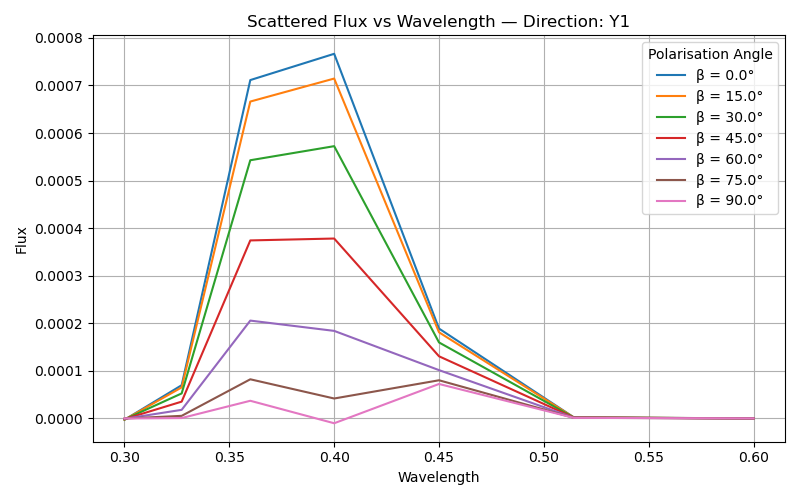 Scattered Flux vs Wavelength — Direction: Y1
Flux
0.0008
0.0007
0.0006
0.0005
0.0004
0.0003
0.0002
0.0001
0.0000
Polarisation Angle
β = 0.0°
β = 15.0°
β = 30.0°
β = 45.0°
β = 60.0°
β = 75.0°
β = 90.0°
0.30 0.35 0.40 0.45 0.50 0.55 0.60
Wavelength